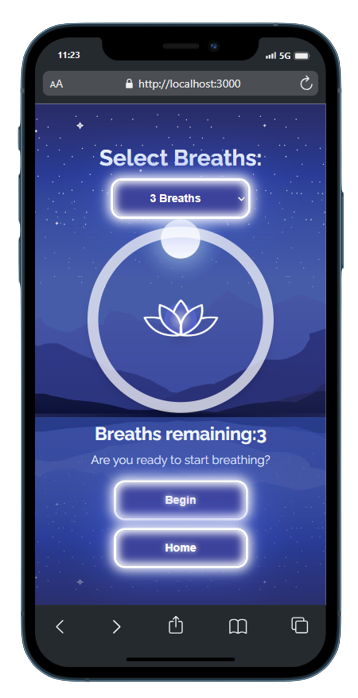 11:23
5G
AA
http://localhost:3000
Select Breaths:
3 Breaths
Breaths remaining:3
Are you ready to start breathing?
Begin
Home